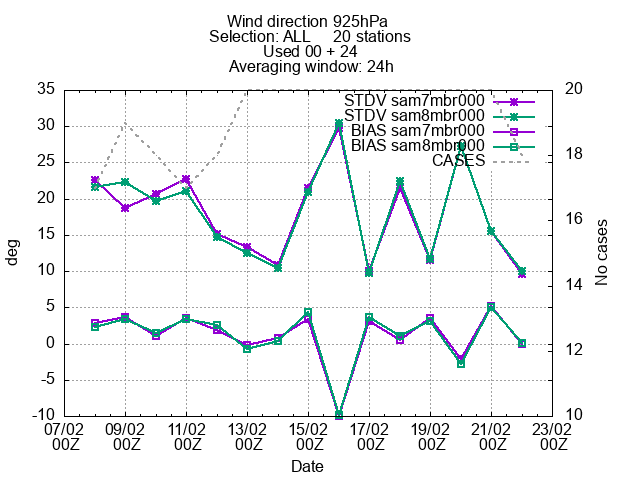 Wind direction 925hPa
Selection: ALL 20 stations
Used 00 + 24
Averaging window: 24h
STDV sam7mbr000
STDV sam8mbr000
BIAS sam7mbr000
BIAS sam8mbr000
CASES
35
30
25
20
15
10
5
0
-5
-10
deg
20
18
16
14
12
10
No cases
07/02 09/02 11/02 13/02 15/02 17/02 19/02 21/02 23/02
00Z 00Z 00Z 00Z 00Z 00Z 00Z 00Z 00Z
Date